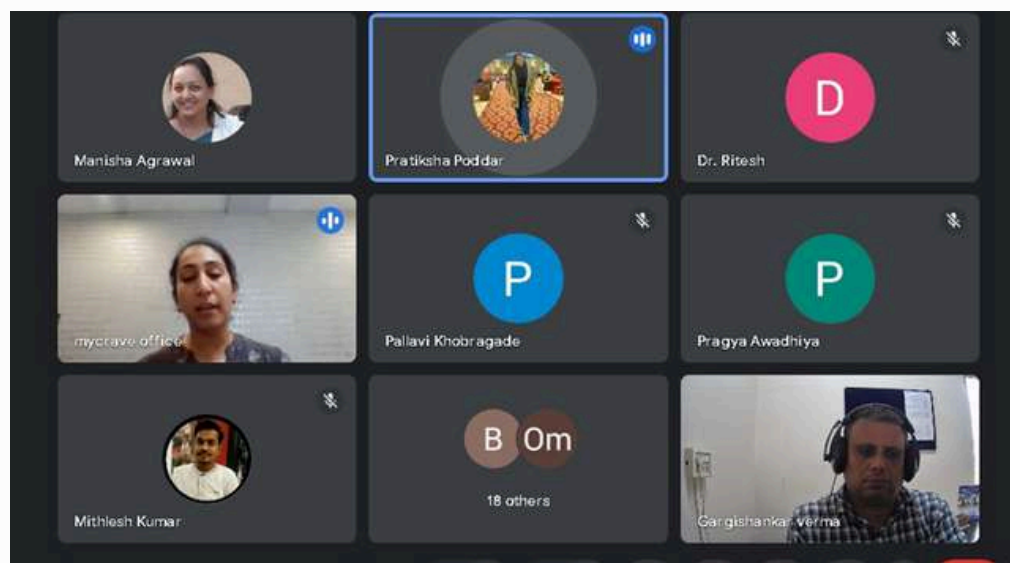 Manisha Agrawal
Pratiksha Poddar
D
Dr. Ritesh
mycrave office
P
Pallavi Khobragade
P
Pragya Awadhiya
Mithlesh Kumar
B Om
18 others
Gargishankar verma